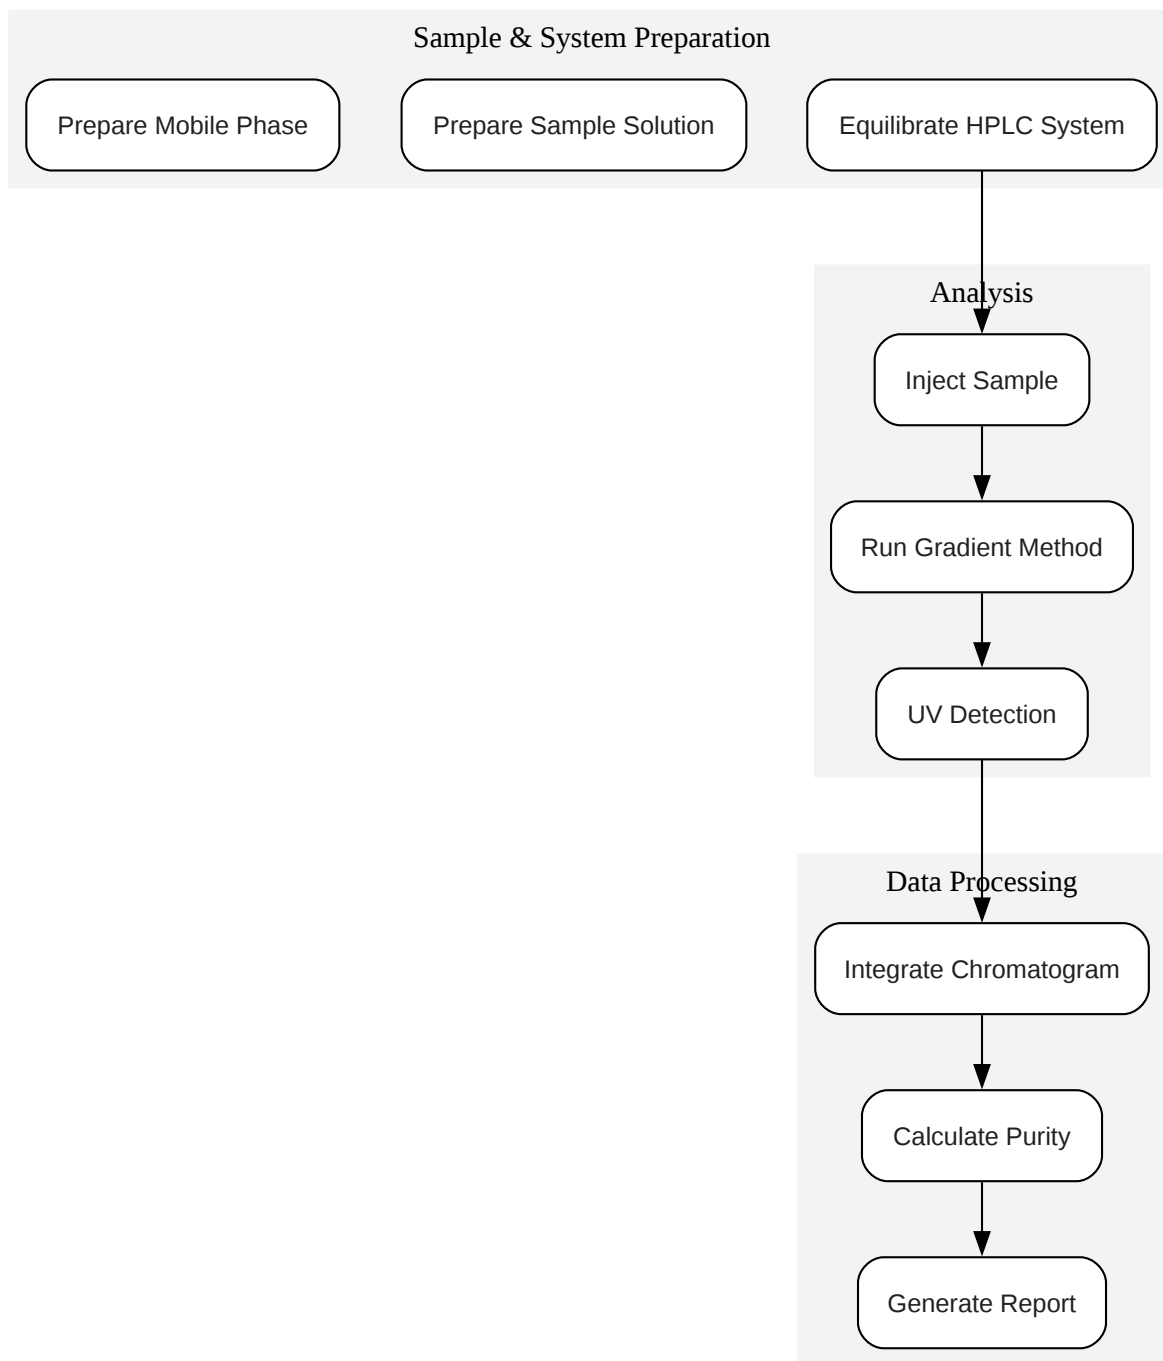 Sample & System Preparation
Prepare Mobile Phase
Prepare Sample Solution
Equilibrate HPLC System
Analysis
Inject Sample
Run Gradient Method
UV Detection
Data Processing
Integrate Chromatogram
Calculate Purity
Generate Report